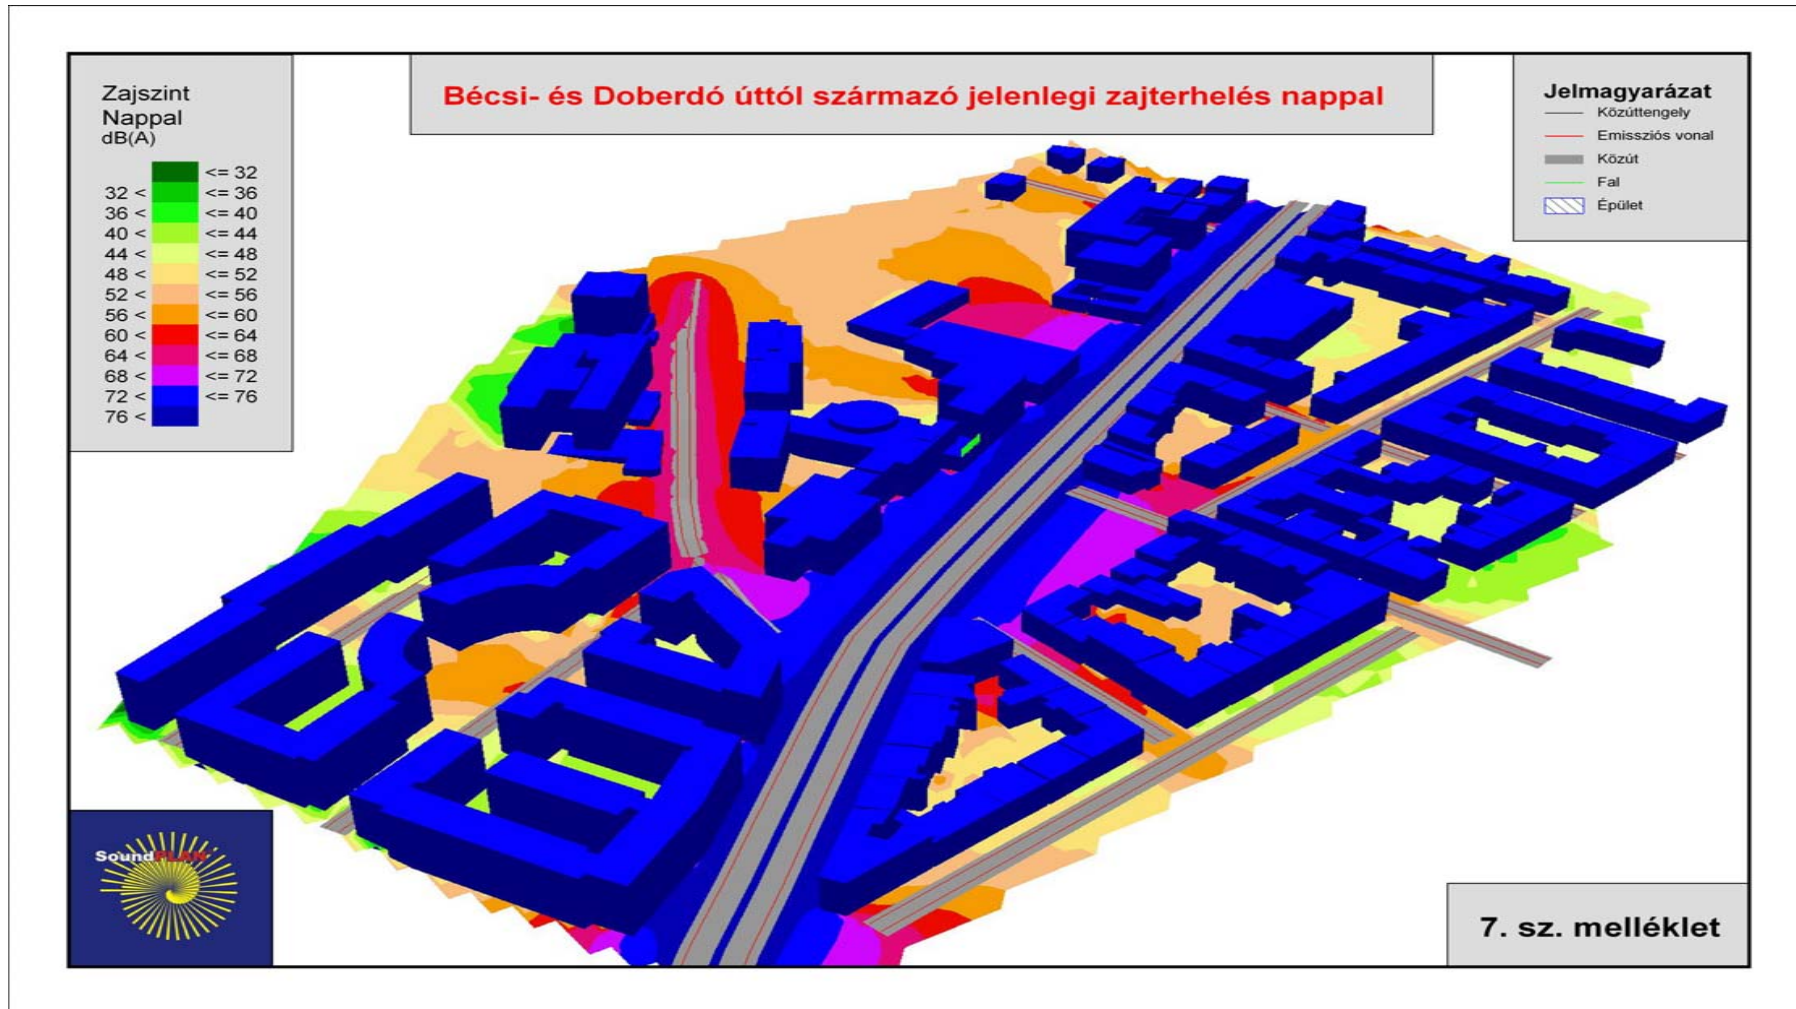 Zajszint
Nappal
dB(A)
<= 32
32 < <= 36
36 < <= 40
40 < <= 44
44 < <= 48
48 < <= 52
52 < <= 56
56 < <= 60
60 < <= 64
64 < <= 68
68 < <= 72
72 < <= 76
76 <
Bécsi- és Doberdó úttól származó jelenlegi zajterhelés nappal
Jelmagyarázat
Közúttengely
Emissziós vonal
Közút
Fal
Épület
SoundPLAN
7. sz. melléklet